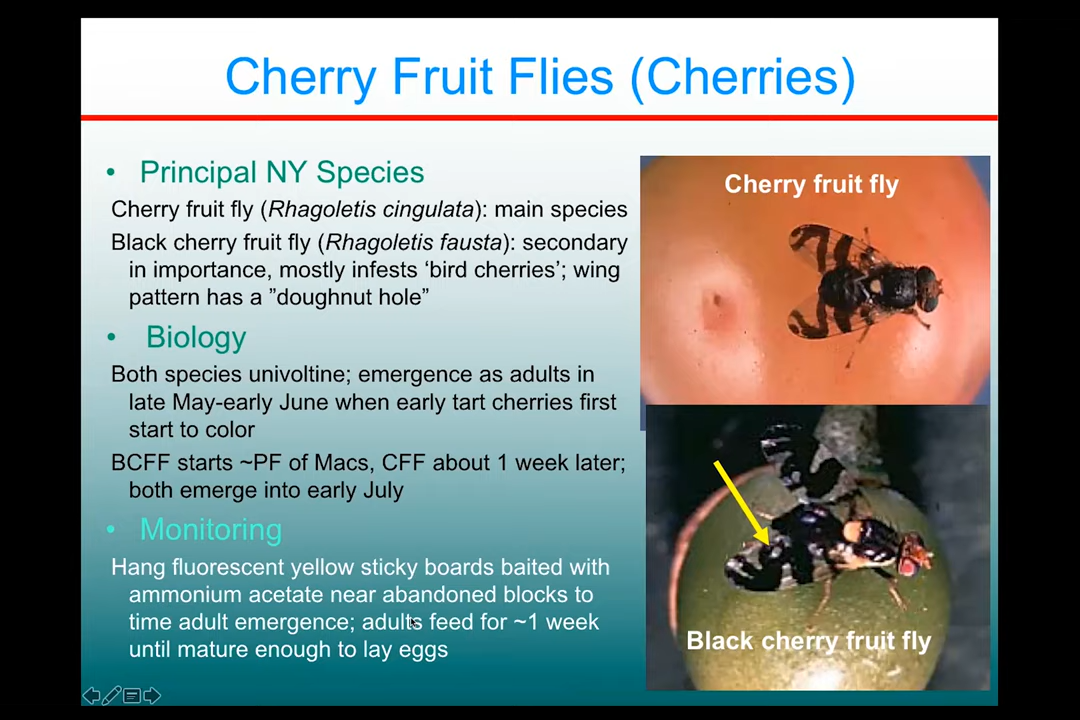 Cherry Fruit Flies (Cherries)
• Principal NY Species
Cherry fruit fly (Rhagoletis cingulata): main species
Black cherry fruit fly (Rhagoletis fausta): secondary
in importance, mostly infests ‘bird cherries’; wing
pattern has a ”doughnut hole”
• Biology
Both species univoltine; emergence as adults in
late May-early June when early tart cherries first
start to color
BCFF starts ~PF of Macs, CFF about 1 week later;
both emerge into early July
• Monitoring
Hang fluorescent yellow sticky boards baited with
ammonium acetate near abandoned blocks to
time adult emergence; adults feed for ~1 week
until mature enough to lay eggs
Cherry fruit fly
Black cherry fruit fly